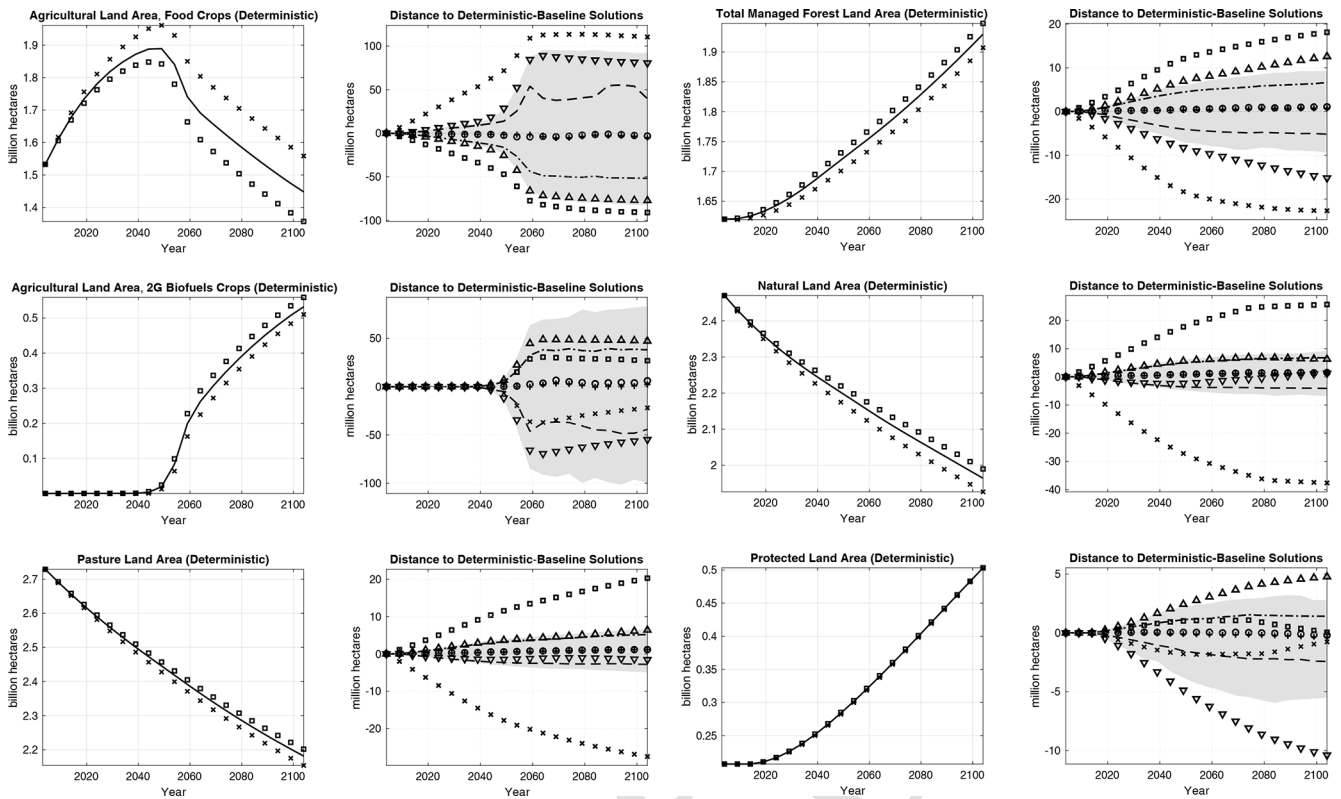 Agricultural Land Area, Food Crops (Deterministic)
billion hectares
1.9
1.8
1.7
1.6
1.5
1.4
2020 2040 2060 2080 2100
Year
Distance to Deterministic-Baseline Solutions
million hectares
100
50
0
-50
-100
2020 2040 2060 2080 2100
Year
Total Managed Forest Land Area (Deterministic)
billion hectares
1.9
1.85
1.8
1.75
1.7
1.65
2020 2040 2060 2080 2100
Year
Distance to Deterministic-Baseline Solutions
million hectares
20
10
0
-10
-20
2020 2040 2060 2080 2100
Year
Agricultural Land Area, 2G Biofuels Crops (Deterministic)
billion hectares
0.5
0.4
0.3
0.2
0.1
2020 2040 2060 2080 2100
Year
Distance to Deterministic-Baseline Solutions
million hectares
50
0
-50
-100
2020 2040 2060 2080 2100
Year
Natural Land Area (Deterministic)
billion hectares
2.4
2.3
2.2
2.1
2
2020 2040 2060 2080 2100
Year
Distance to Deterministic-Baseline Solutions
million hectares
20
10
0
-10
-20
-30
-40
2020 2040 2060 2080 2100
Year
Pasture Land Area (Deterministic)
billion hectares
2.7
2.6
2.5
2.4
2.3
2.2
2020 2040 2060 2080 2100
Year
Distance to Deterministic-Baseline Solutions
million hectares
20
10
0
-10
-20
2020 2040 2060 2080 2100
Year
Protected Land Area (Deterministic)
billion hectares
0.5
0.45
0.4
0.35
0.3
0.25
2020 2040 2060 2080 2100
Year
Distance to Deterministic-Baseline Solutions
million hectares
5
0
-5
-10
2020 2040 2060 2080 2100
Year